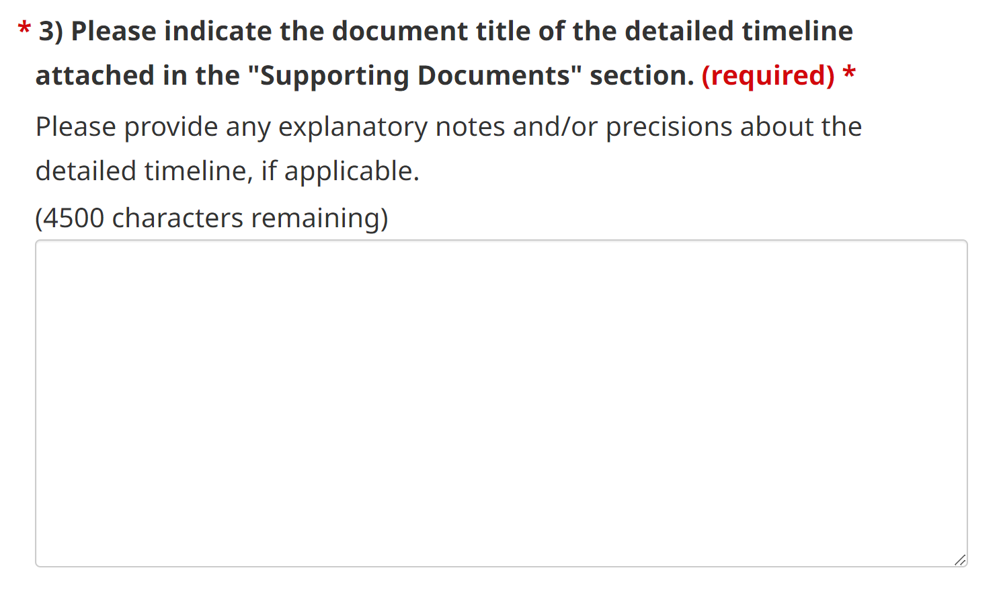 * 3) Please indicate the document title of the detailed timeline
attached in the "Supporting Documents" section. (required) *
Please provide any explanatory notes and/or precisions about the
detailed timeline, if applicable.
(4500 characters remaining)